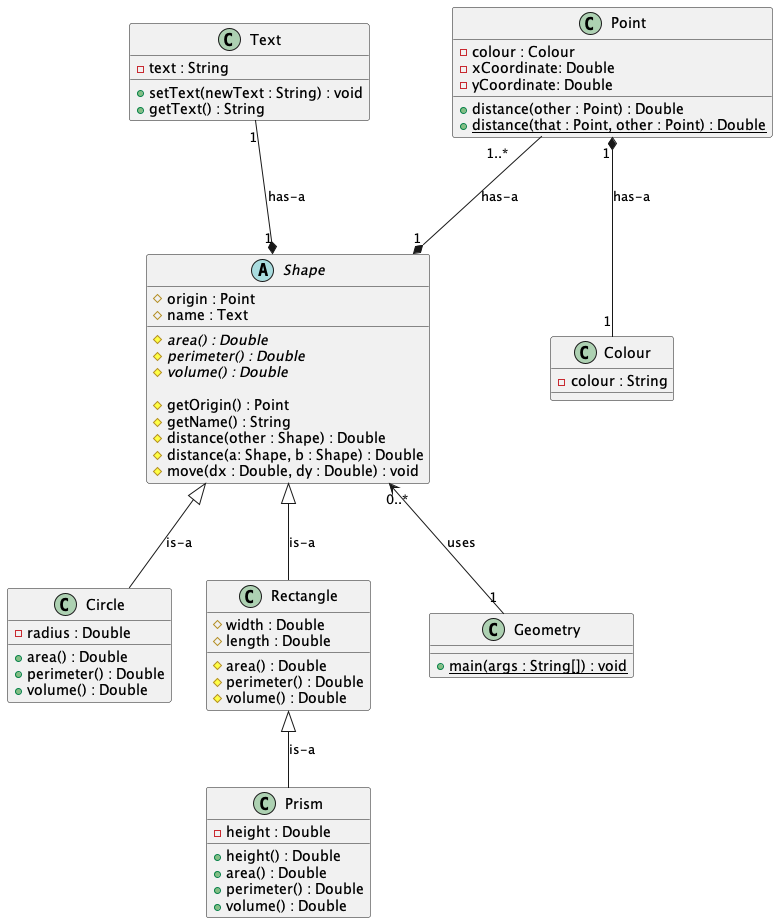 C Text
text : String
setText(newText : String) : void
getText() : String
C Point
colour : Colour
xCoordinate: Double
yCoordinate: Double
distance(other : Point) : Double
distance(that : Point, other : Point) : Double
1
has-a
1
1..*
has-a
1
1
has-a
1
A Shape
origin : Point
name : Text
area() : Double
perimeter() : Double
volume() : Double
getOrigin() : Point
getName() : String
distance(other : Shape) : Double
distance(a: Shape, b : Shape) : Double
move(dx : Double, dy : Double) : void
C Colour
colour : String
is-a
is-a
0..*
uses
1
C Circle
radius : Double
area() : Double
perimeter() : Double
volume() : Double
C Rectangle
width : Double
length : Double
area() : Double
perimeter() : Double
volume() : Double
C Geometry
main(args : String[]) : void
is-a
C Prism
height : Double
height() : Double
area() : Double
perimeter() : Double
volume() : Double